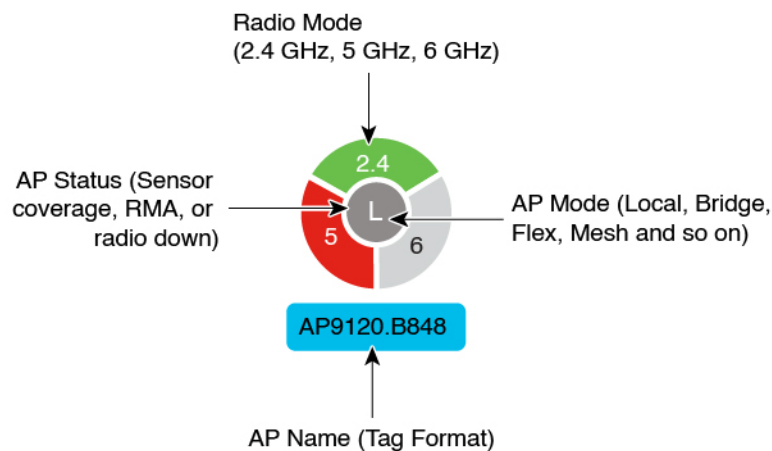 Radio Mode
(2.4 GHz, 5 GHz, 6 GHz)
2.4
AP Status (Sensor
coverage, RMA, or
radio down)
L
5
6
AP Mode (Local, Bridge,
Flex, Mesh and so on)
AP9120.B848
AP Name (Tag Format)